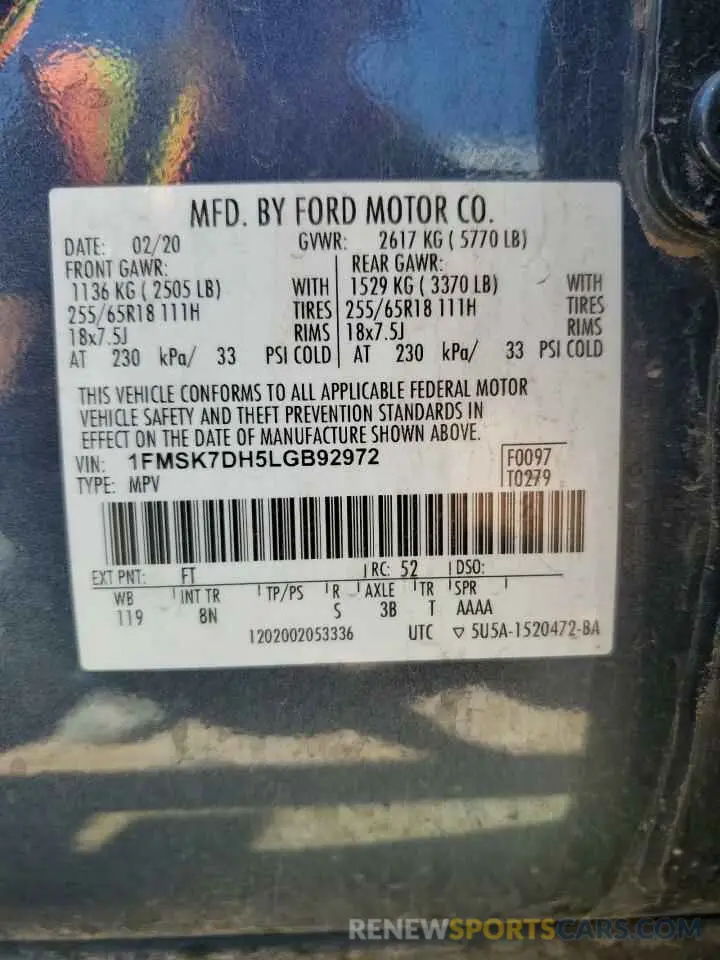 MFD. BY FORD MOTOR CO.
DATE: 02/20 GVWR: 2617 KG ( 5770 LB)
FRONT GAWR: REAR GAWR:
1136 KG ( 2505 LB) WITH 1529 KG ( 3370 LB) WITH
255/65R18 111H TIRES 255/65R18 111H TIRES
18x7.5J RIMS 18x7.5J RIMS
AT 230 kPa/ 33 PSI COLD AT 230 kPa/ 33 PSI COLD
THIS VEHICLE CONFORMS TO ALL APPLICABLE FEDERAL MOTOR
VEHICLE SAFETY AND THEFT PREVENTION STANDARDS IN
EFFECT ON THE DATE OF MANUFACTURE SHOWN ABOVE.
VIN: 1FMSK7DH5LGB92972 F0097
TYPE: MPV T0279
EXT PNT: FT RC: 52 DSO:
WB INT TR TP/PS R AXLE TR SPR
119 8N S 3B T AAAA
1202002053336 UTC ▽ 5U5A-1520472-BA
RENEWSPORTSCARS.COM